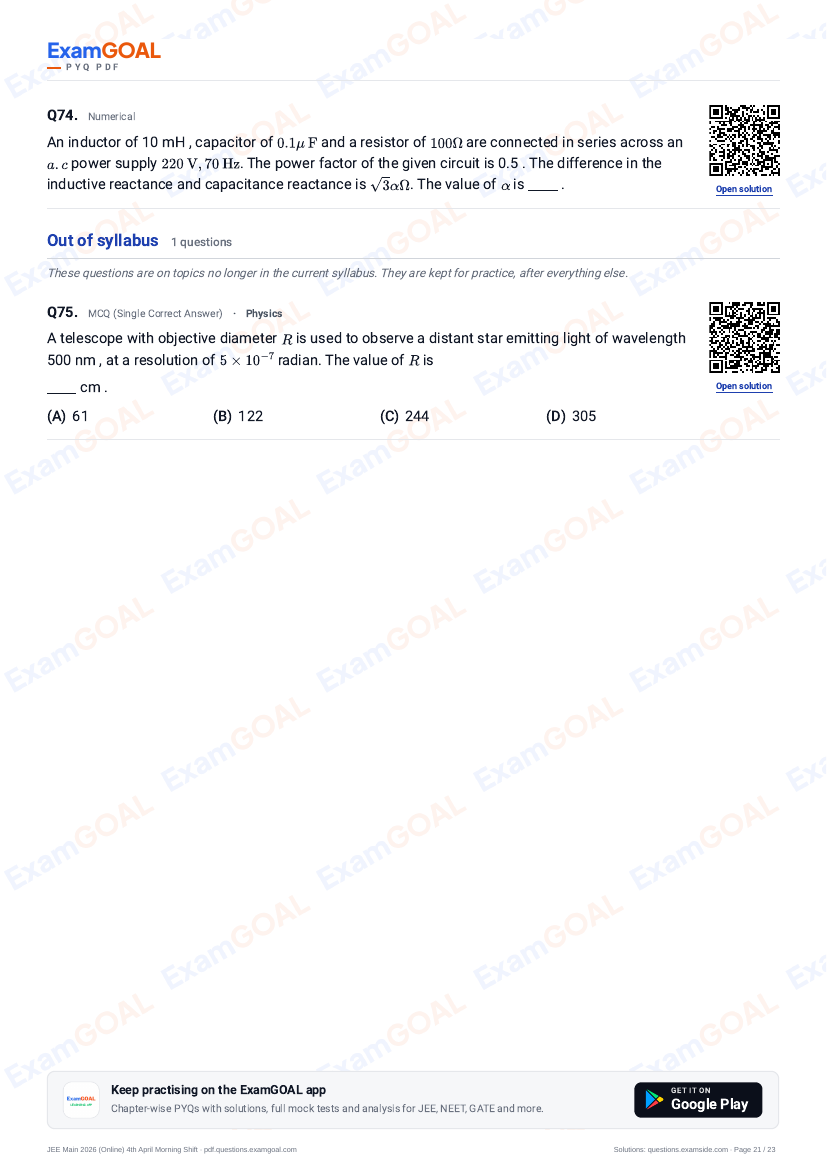 ExamGOAL
PYQ PDF
Q74. Numerical
An inductor of 10 mH , capacitor of 0.1μ F and a resistor of 100Ω are connected in series across an
a. c power supply 220 V, 70 Hz. The power factor of the given circuit is 0.5 . The difference in the
inductive reactance and capacitance reactance is √3αΩ. The value of α is ____ .
Open solution
Out of syllabus 1 questions
These questions are on topics no longer in the current syllabus. They are kept for practice, after everything else.
Q75. MCQ (Single Correct Answer) · Physics
A telescope with objective diameter R is used to observe a distant star emitting light of wavelength
500 nm , at a resolution of 5 × 10⁻⁷ radian. The value of R is
____ cm .
Open solution
(A) 61 (B) 122 (C) 244 (D) 305
Keep practising on the ExamGOAL app
Chapter-wise PYQs with solutions, full mock tests and analysis for JEE, NEET, GATE and more.
GET IT ON
Google Play
JEE Main 2026 (Online) 4th April Morning Shift · pdf.questions.examgoal.com
Solutions: questions.examside.com · Page 21 / 23